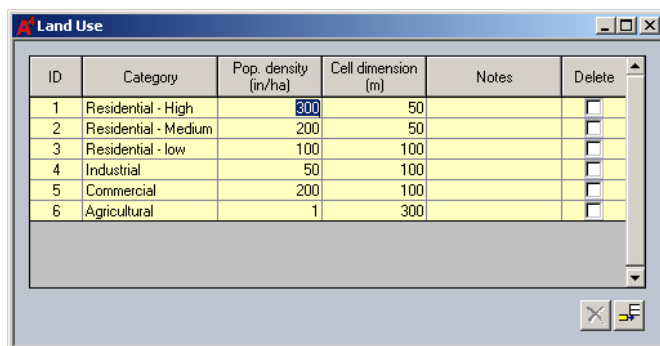 Land Use
ID Category Pop. density (in/ha) Cell dimension (m) Notes Delete
1 Residential - High 300 50
2 Residential - Medium 200 50
3 Residential - low 100 100
4 Industrial 50 100
5 Commercial 200 100
6 Agricultural 1 300